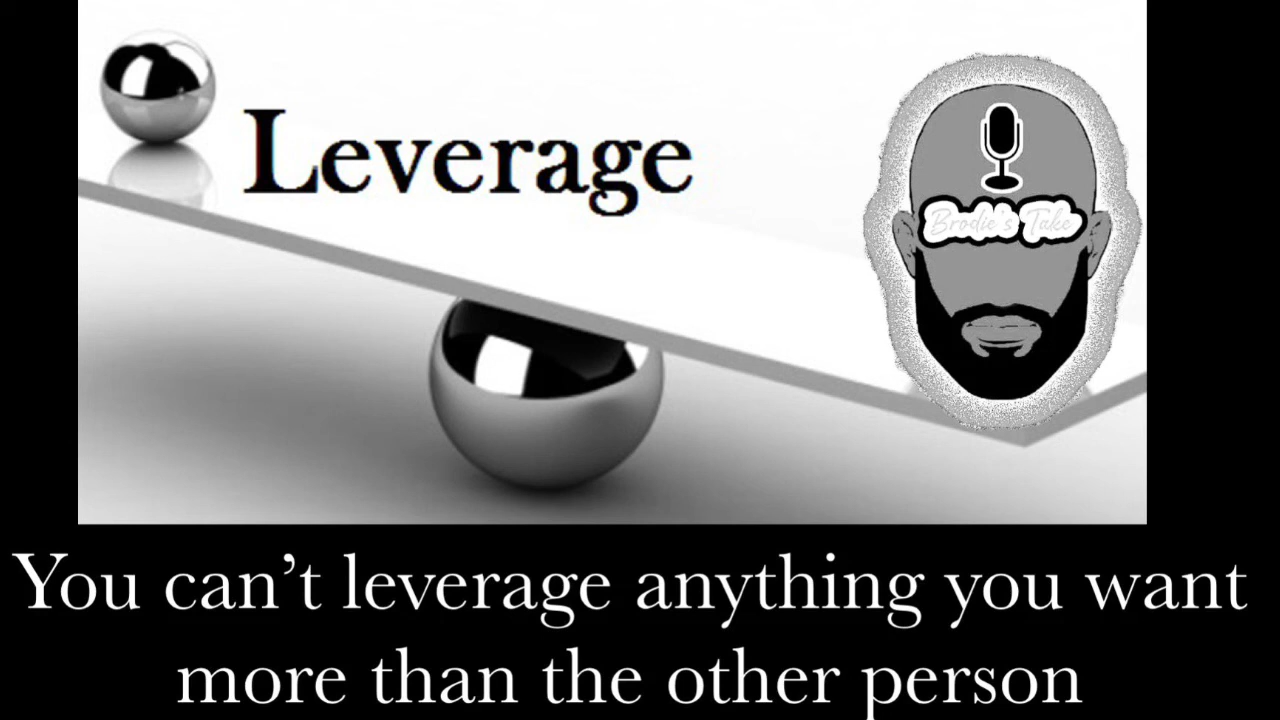 Leverage
Brodie's Take
You can’t leverage anything you want
more than the other person